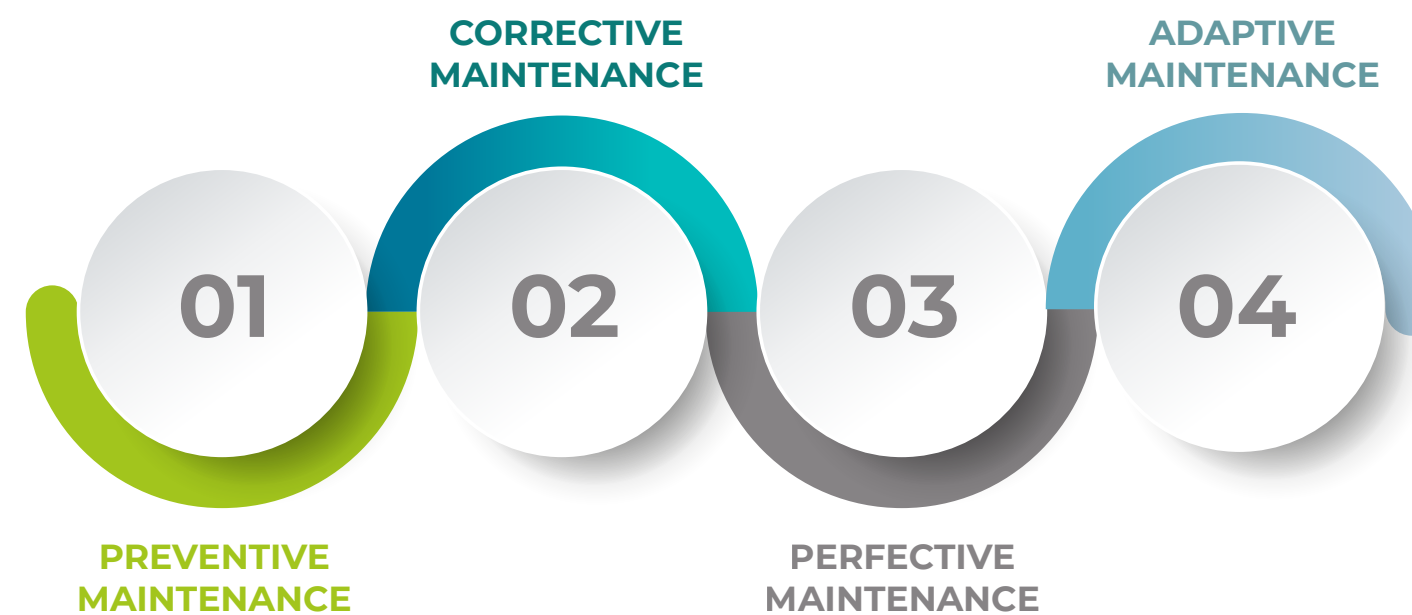 CORRECTIVE
MAINTENANCE
ADAPTIVE
MAINTENANCE
01
02
03
04
PREVENTIVE
MAINTENANCE
PERFECTIVE
MAINTENANCE